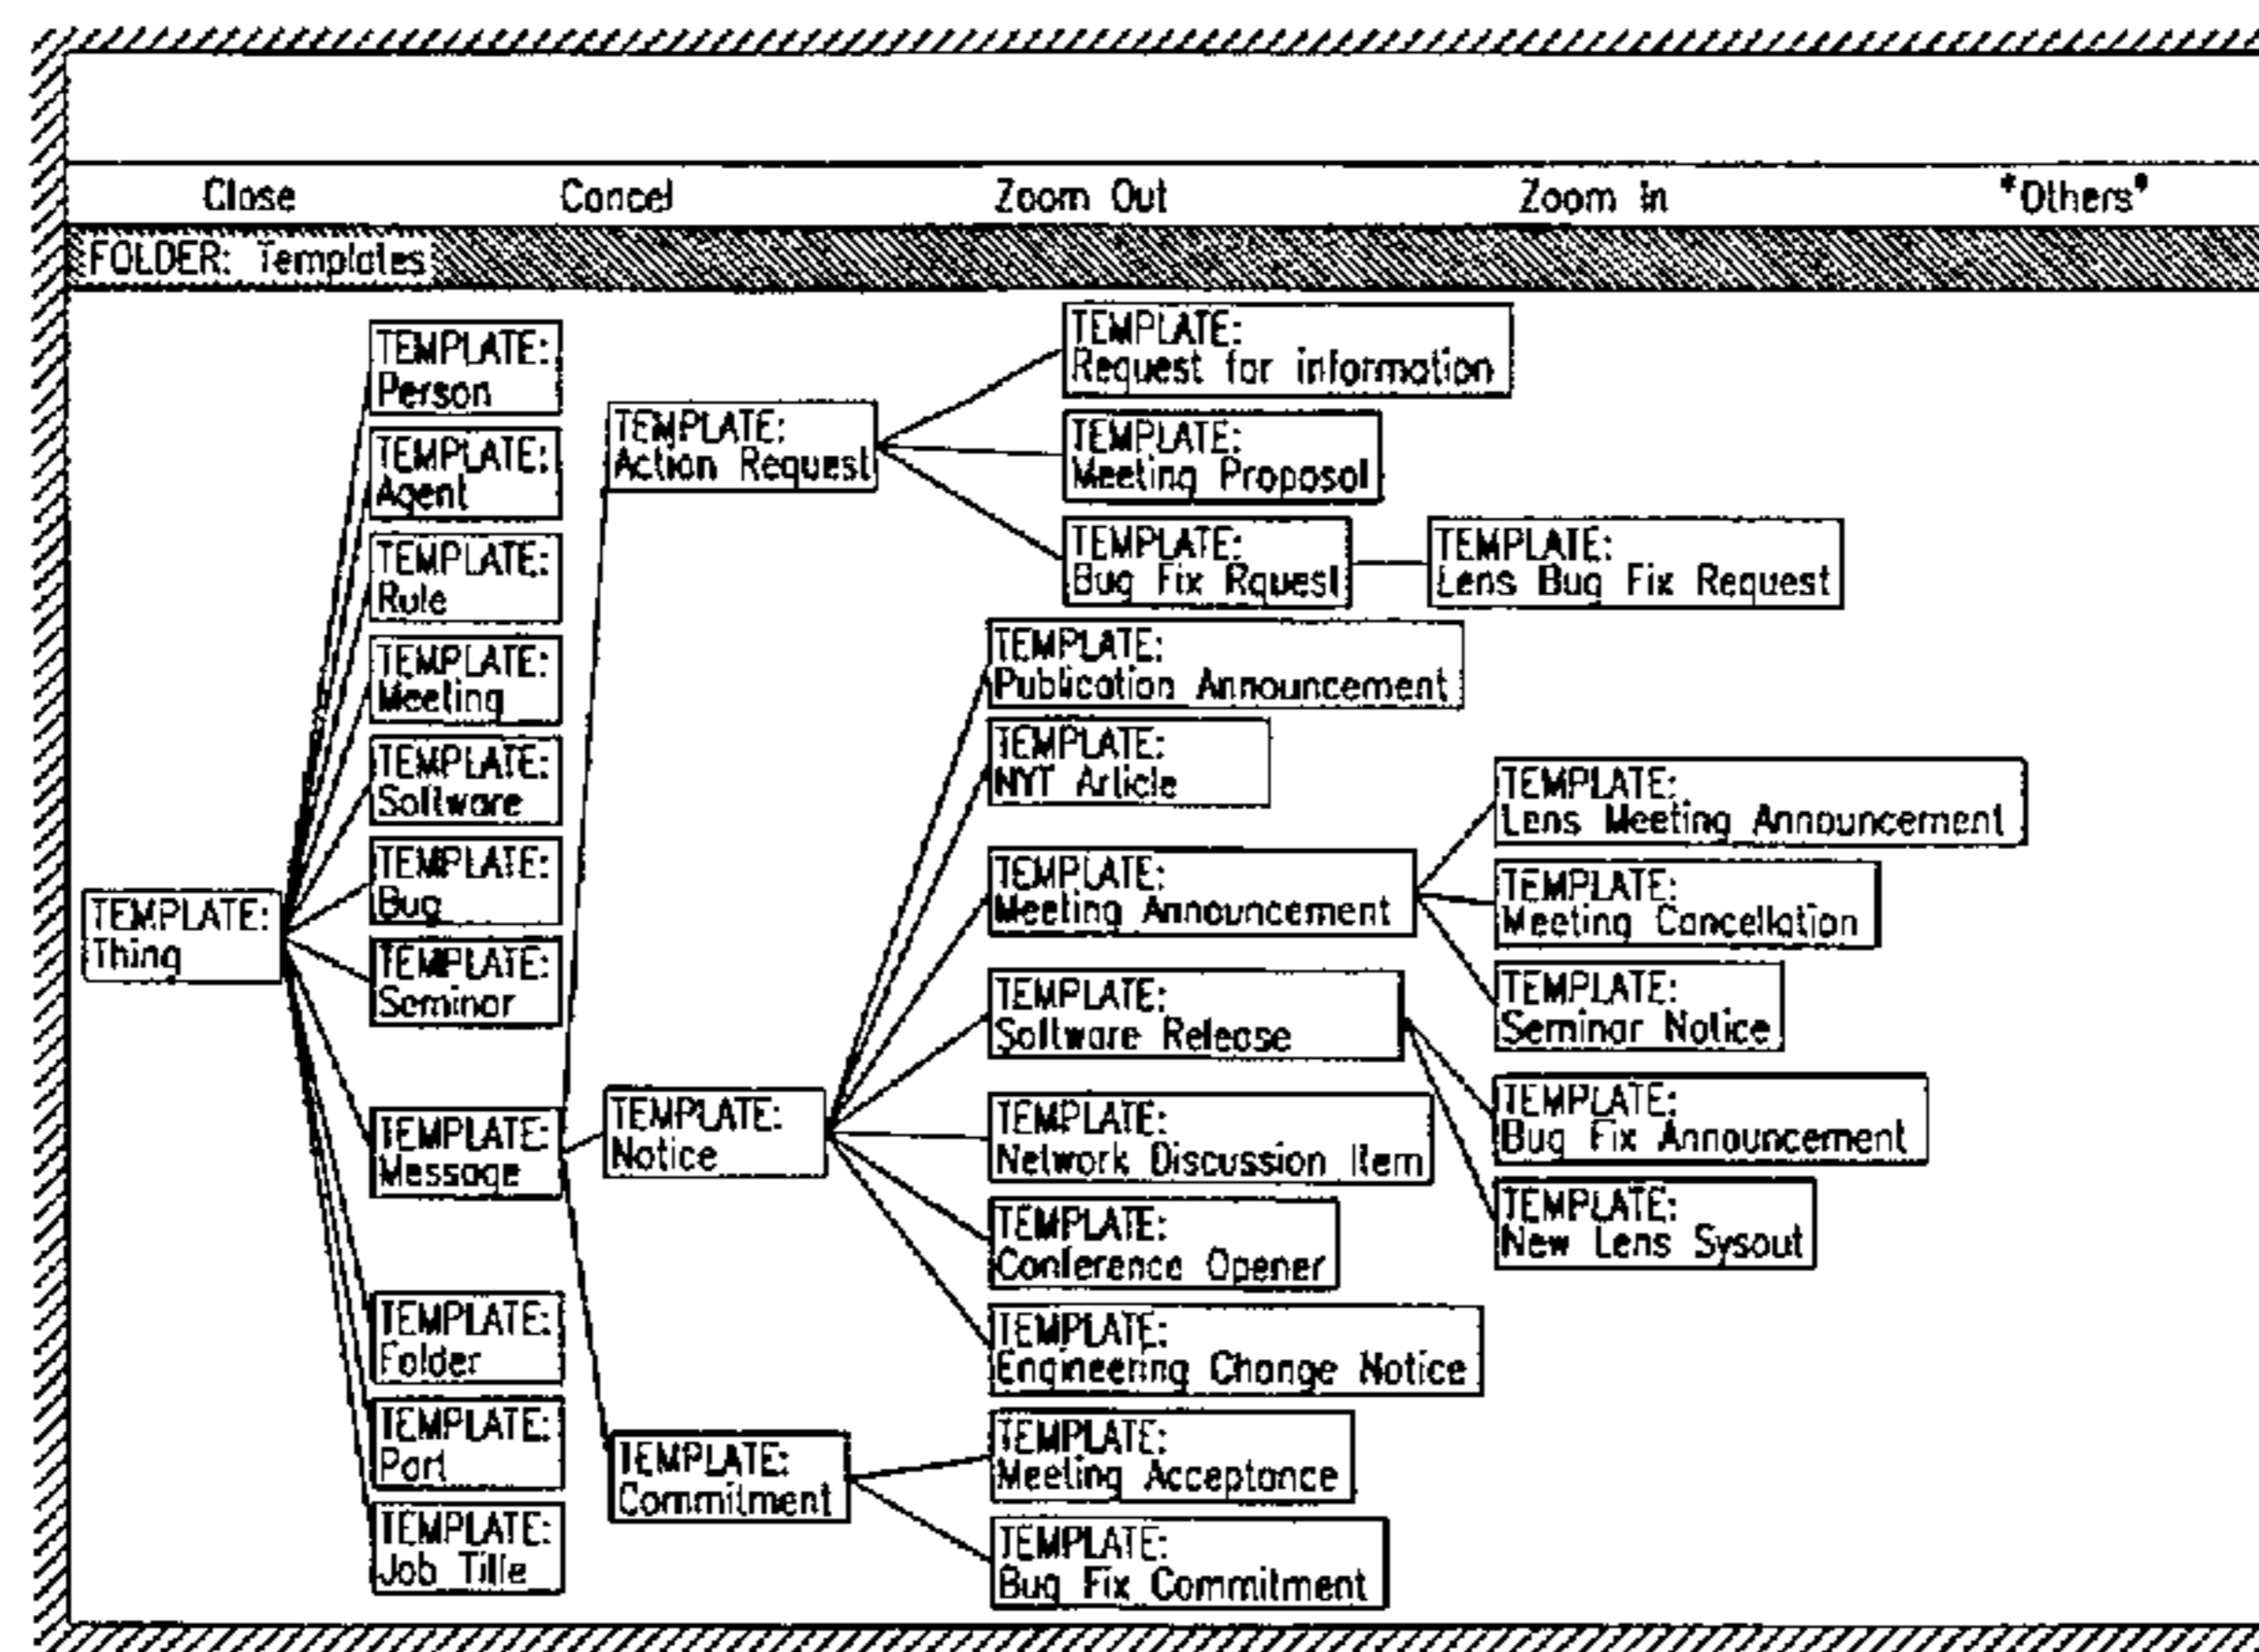 Close Cancel Zoom Out Zoom In "Others"
FOLDER: Templates
TEMPLATE:
Thing
TEMPLATE:
Person
TEMPLATE:
Agent
TEMPLATE:
Rule
TEMPLATE:
Meeting
TEMPLATE:
Software
TEMPLATE:
Bug
TEMPLATE:
Seminar
TEMPLATE:
Message
TEMPLATE:
Folder
TEMPLATE:
Part
TEMPLATE:
Job Title
TEMPLATE:
Action Request
TEMPLATE:
Notice
TEMPLATE:
Commitment
TEMPLATE:
Request for information
TEMPLATE:
Meeting Proposal
TEMPLATE:
Bug Fix Rquest
TEMPLATE:
Lens Bug Fix Request
TEMPLATE:
Publication Announcement
TEMPLATE:
NYT Article
TEMPLATE:
Meeting Announcement
TEMPLATE:
Software Release
TEMPLATE:
Network Discussion Item
TEMPLATE:
Conference Opener
TEMPLATE:
Engineering Change Notice
TEMPLATE:
Meeting Acceptance
TEMPLATE:
Bug Fix Commitment
TEMPLATE:
Lens Meeting Announcement
TEMPLATE:
Meeting Cancellation
TEMPLATE:
Seminar Notice
TEMPLATE:
Bug Fix Announcement
TEMPLATE:
New Lens Sysout